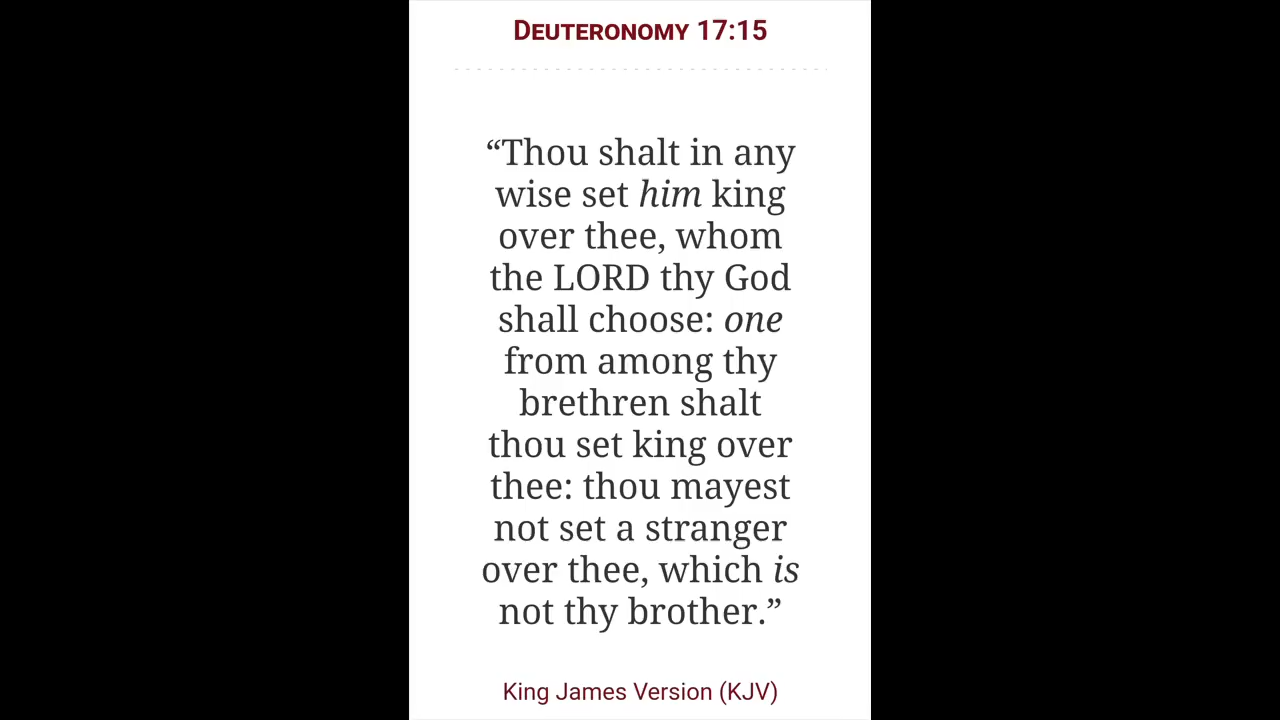 Deuteronomy 17:15
“Thou shalt in any
wise set him king
over thee, whom
the LORD thy God
shall choose: one
from among thy
brethren shalt
thou set king over
thee: thou mayest
not set a stranger
over thee, which is
not thy brother.”
King James Version (KJV)